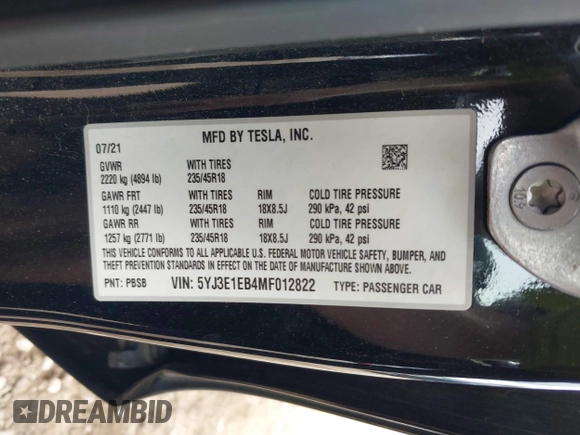 MFD BY TESLA, INC.
07/21
GVWR WITH TIRES
2220 kg (4894 lb) 235/45R18
GAWR FRT WITH TIRES RIM COLD TIRE PRESSURE
1110 kg (2447 lb) 235/45R18 18X8.5J 290 kPa, 42 psi
GAWR RR WITH TIRES RIM COLD TIRE PRESSURE
1257 kg (2771 lb) 235/45R18 18X8.5J 290 kPa, 42 psi
THIS VEHICLE CONFORMS TO ALL APPLICABLE U.S. FEDERAL MOTOR VEHICLE SAFETY, BUMPER, AND
THEFT PREVENTION STANDARDS IN EFFECT ON THE DATE OF MANUFACTURE SHOWN ABOVE.
PNT: PBSB VIN: 5YJ3E1EB4MF012822 TYPE: PASSENGER CAR
10.9
DREAMBID